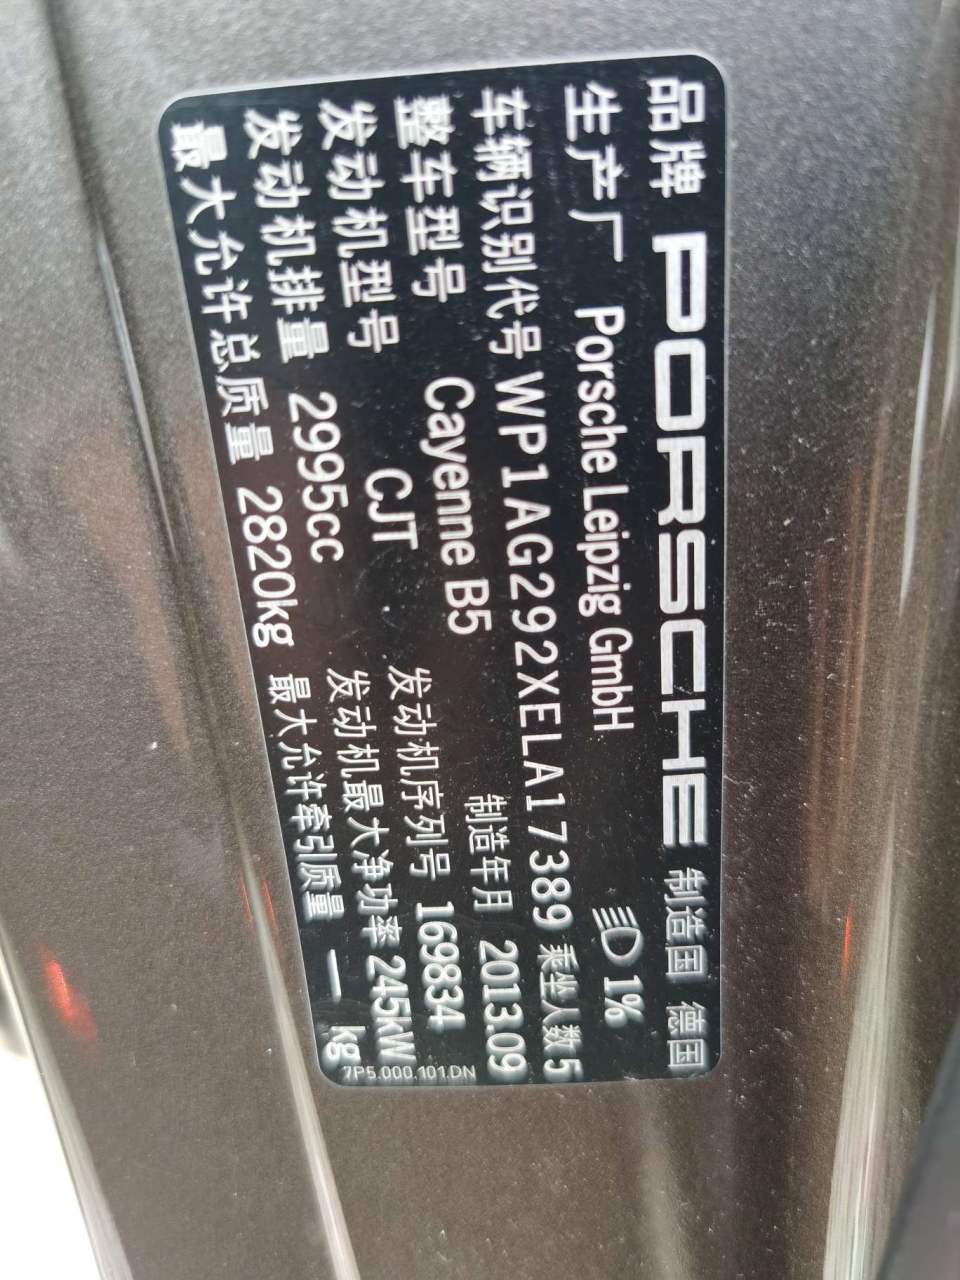 品牌 PORSCHE 制造国 德国
生产厂 Porsche Leipzig GmbH 1%
车辆识别代号 WP1AG292XELA17389 乘坐人数 5
整车型号 Cayenne B5 制造年月 2013.09
发动机型号 CJT 发动机序列号 169834
发动机排量 2995cc 发动机最大净功率 245kW
最大允许总质量 2820kg 最大允许牵引质量 — kg
7P5.000.101.DN